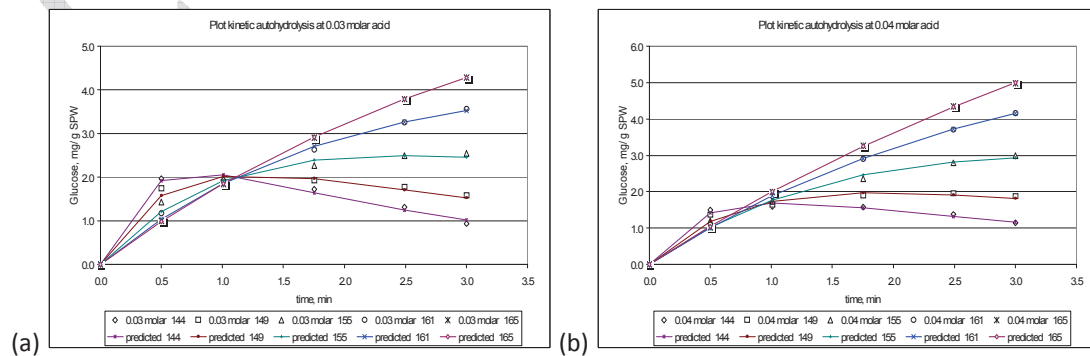 Plot kinetic autohydrolysis at 0.03 molar acid
5.0
4.0
3.0
2.0
1.0
0.0
Glucose, mg/ g SPW
0.0 0.5 1.0 1.5 2.0 2.5 3.0 3.5
time, min
0.03 molar 144 0.03 molar 149 0.03 molar 155 0.03 molar 161 0.03 molar 165
predicted 144 predicted 149 predicted 155 predicted 161 predicted 165
(a)
Plot kinetic autohydrolysis at 0.04 molar acid
6.0
5.0
4.0
3.0
2.0
1.0
0.0
Glucose, mg/ g SPW
0.0 0.5 1.0 1.5 2.0 2.5 3.0 3.5
time, min
0.04 molar 144 0.04 molar 149 0.04 molar 155 0.04 molar 161 0.04 molar 165
predicted 144 predicted 149 predicted 155 predicted 161 predicted 165
(b)